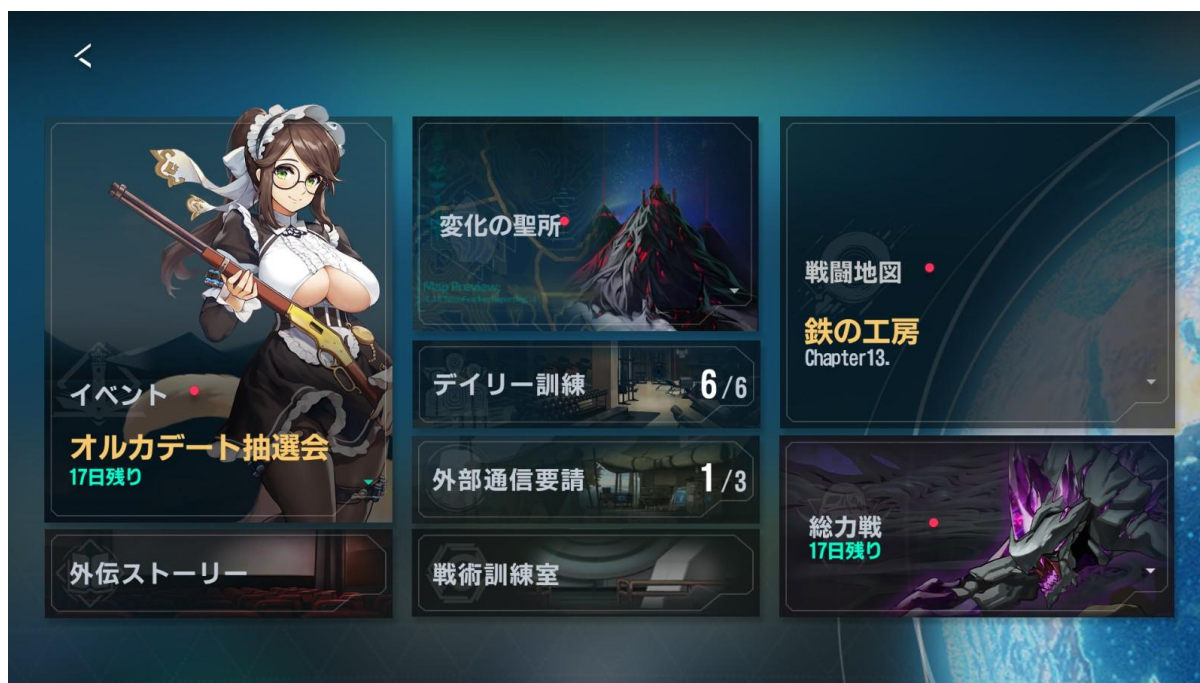 イベント
オルカデート抽選会
17日残り
外伝ストーリー
変化の聖所
Map Preview:
デイリー訓練
6/6
外部通信要請
1/3
戦術訓練室
戦闘地図
鉄の工房
Chapter13.
総力戦
17日残り